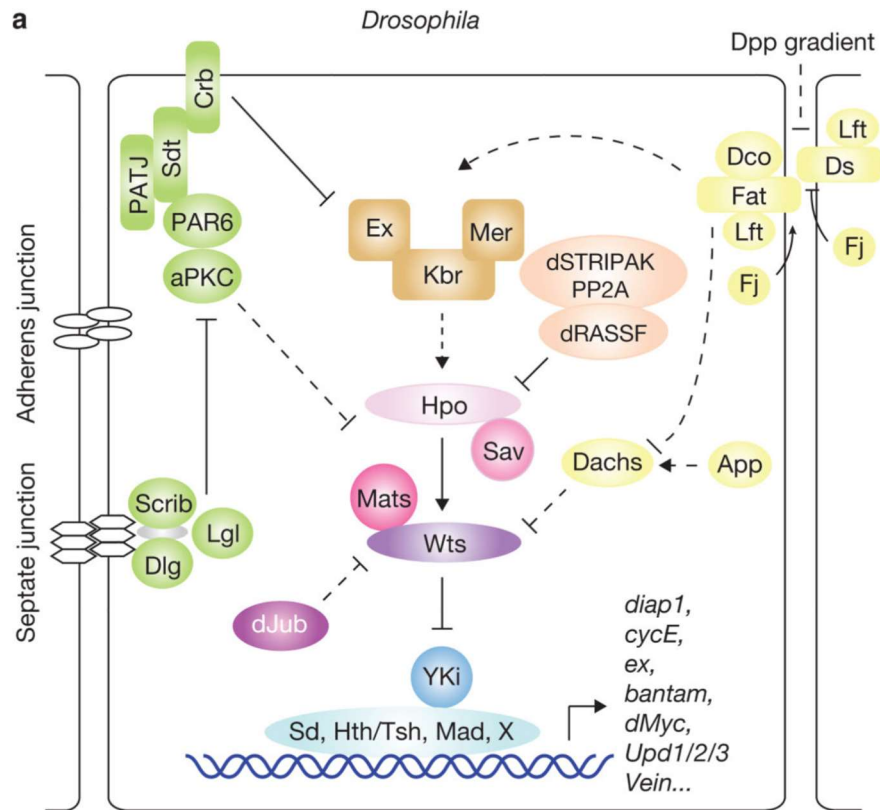 a
Drosophila
Dpp gradient
Crb
Sdt
PATJ
PAR6
aPKC
Ex
Mer
Kbr
dSTRIPAK
PP2A
dRASSF
Dco
Fat
Lft
Fj
Lft
Ds
Fj
Adherens junction
Hpo
Sav
Dachs
App
Septate junction
Scrib
Lgl
Dlg
Mats
Wts
dJub
YKi
Sd, Hth/Tsh, Mad, X
diap1,
cycE,
ex,
bantam,
dMyc,
Upd1/2/3
Vein...